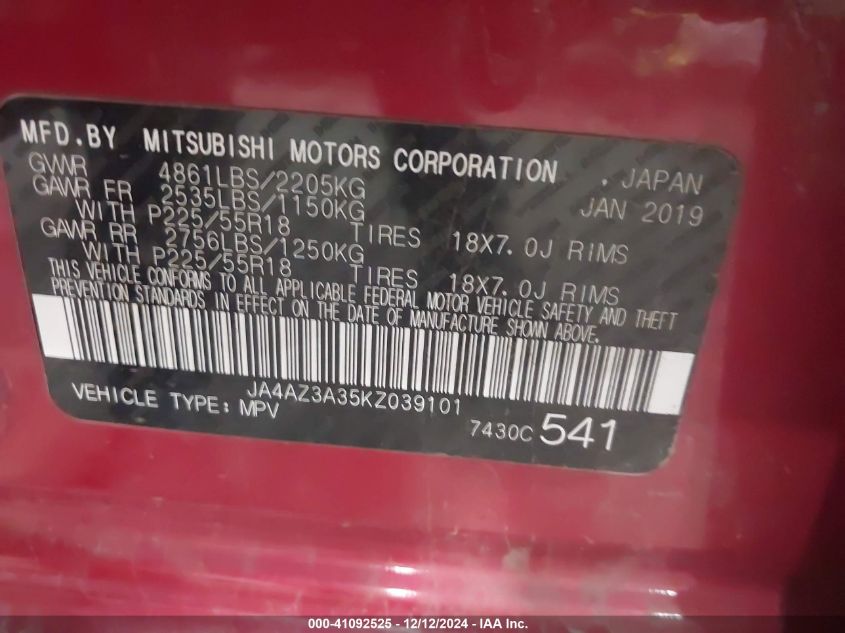 MFD.BY MITSUBISHI MOTORS CORPORATION . JAPAN
GVWR 4861LBS/2205KG JAN 2019
GAWR FR 2535LBS/1150KG
WITH P225/55R18 TIRES 18X7.0J RIMS
GAWR RR 2756LBS/1250KG
WITH P225/55R18 TIRES 18X7.0J RIMS
THIS VEHICLE CONFORMS TO ALL APPLICABLE FEDERAL MOTOR VEHICLE SAFETY AND THEFT
PREVENTION STANDARDS IN EFFECT ON THE DATE OF MANUFACTURE SHOWN ABOVE.
JA4AZ3A35KZ039101
VEHICLE TYPE: MPV 7430C 541
000-41092525 - 12/12/2024 - IAA Inc.